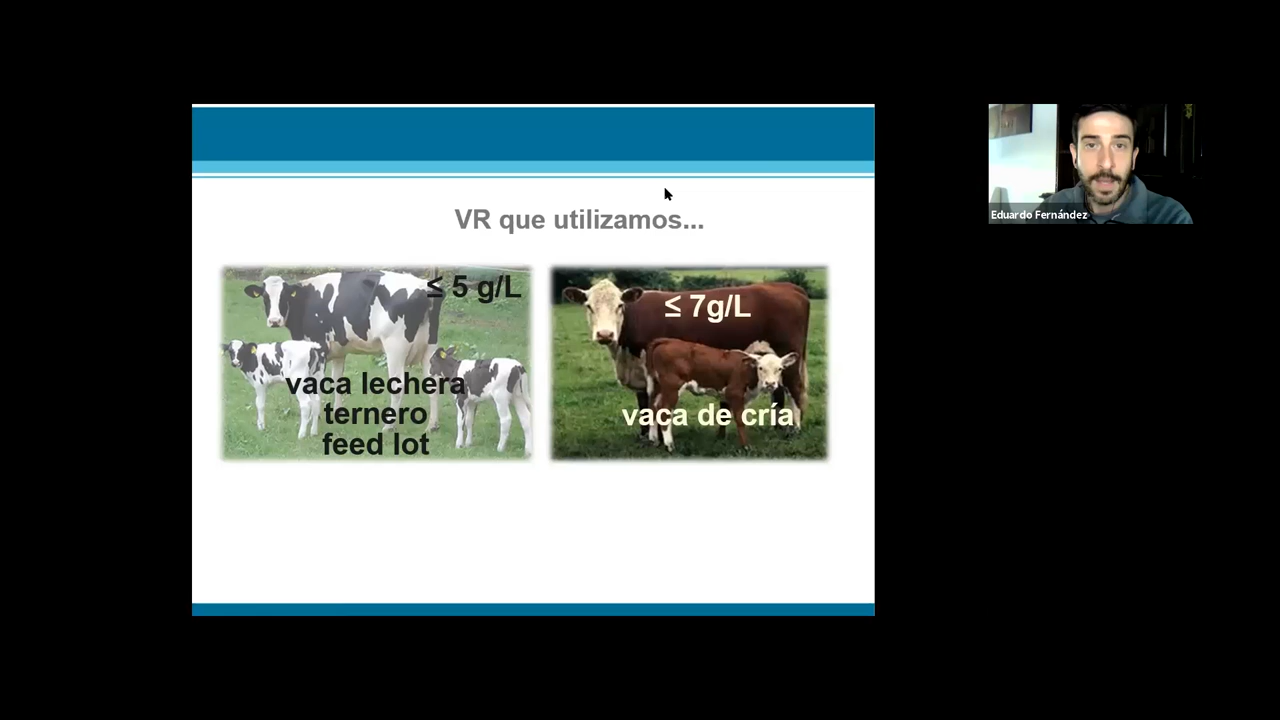 VR que utilizamos...
≤ 5 g/L
vaca lechera
ternero
feed lot
≤ 7g/L
vaca de cría
Eduardo Fernández